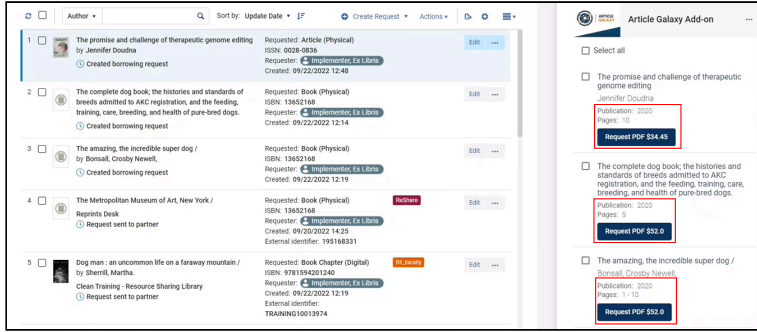 Author
Sort by: Update Date
Create Request
Actions
1
The promise and challenge of therapeutic genome editing
by Jennifer Doudna
Created borrowing request
Requested: Article (Physical)
ISSN: 0028-0836
Requester: Implementer, Ex Libris
Created: 09/22/2022 12:48
Edit
2
The complete dog book; the histories and standards of
breeds admitted to AKC registration, and the feeding,
training, care, breeding, and health of pure-bred dogs.
Created borrowing request
Requested: Book (Physical)
ISBN: 13652168
Requester: Implementer, Ex Libris
Created: 09/22/2022 12:14
Edit
3
The amazing, the incredible super dog /
by Bonsall, Crosby Newell,
Created borrowing request
Requested: Book (Physical)
ISBN: 13652168
Requester: Implementer, Ex Libris
Created: 09/22/2022 12:19
Edit
4
The Metropolitan Museum of Art, New York /
Reprints Desk
Request sent to partner
Requested: Book (Physical)
ISBN: 13652168
Requester: Implementer, Ex Libris
Created: 09/20/2022 14:25
External identifier: 195168331
ReShare
Edit
5
Dog man : an uncommon life on a faraway mountain /
by Sherrill, Martha.
Clean Training - Resource Sharing Library
Request sent to partner
Requested: Book Chapter (Digital)
ISBN: 9781594201240
Requester: Implementer, Ex Libris
Created: 09/22/2022 12:19
External identifier:
TRAINING10013974
fill_locally
Edit
ARTICLE
GALAXY
Article Galaxy Add-on
Select all
The promise and challenge of therapeutic
genome editing
Jennifer Doudna
Publication: 2020
Pages: 10
Request PDF $34.45
The complete dog book; the histories and
standards of breeds admitted to AKC
registration, and the feeding, training, care,
breeding, and health of pure-bred dogs.
Publication: 2020
Pages: 5
Request PDF $52.0
The amazing, the incredible super dog /
Bonsall, Crosby Newell,
Publication: 2020
Pages: 1 - 10
Request PDF $52.0